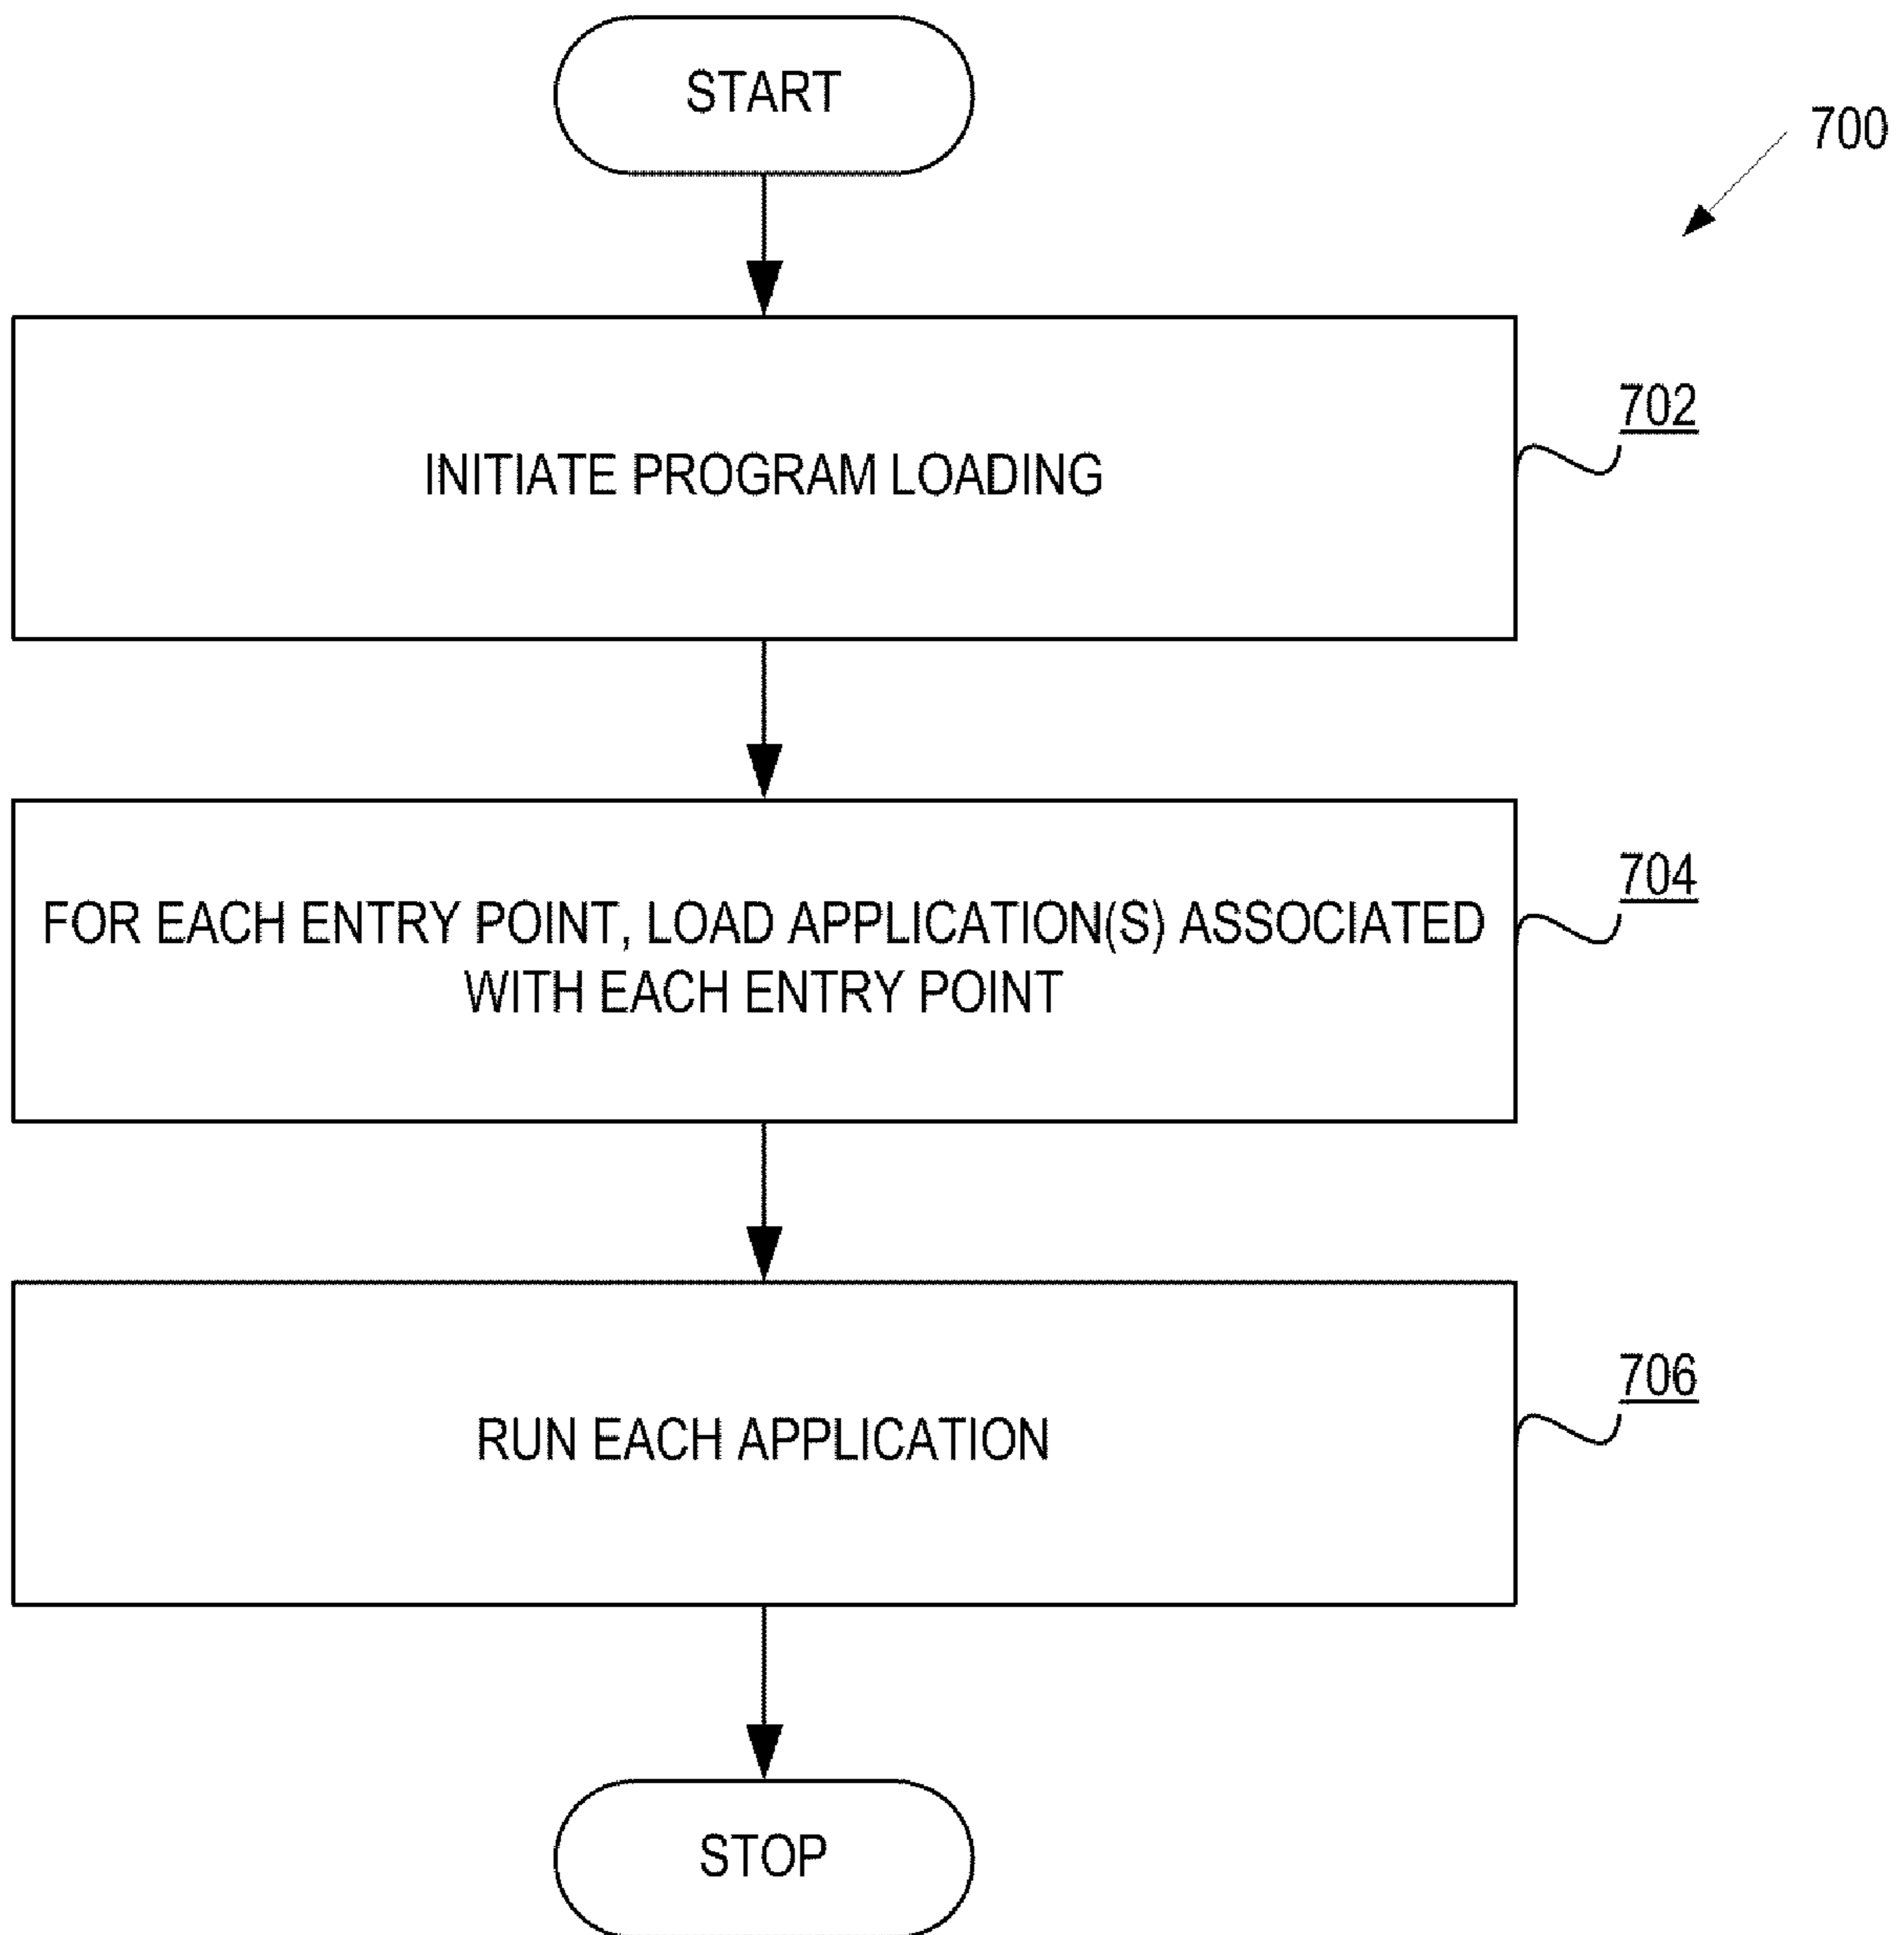 START
700
702
INITIATE PROGRAM LOADING
704
FOR EACH ENTRY POINT, LOAD APPLICATION(S) ASSOCIATED
WITH EACH ENTRY POINT
706
RUN EACH APPLICATION
STOP